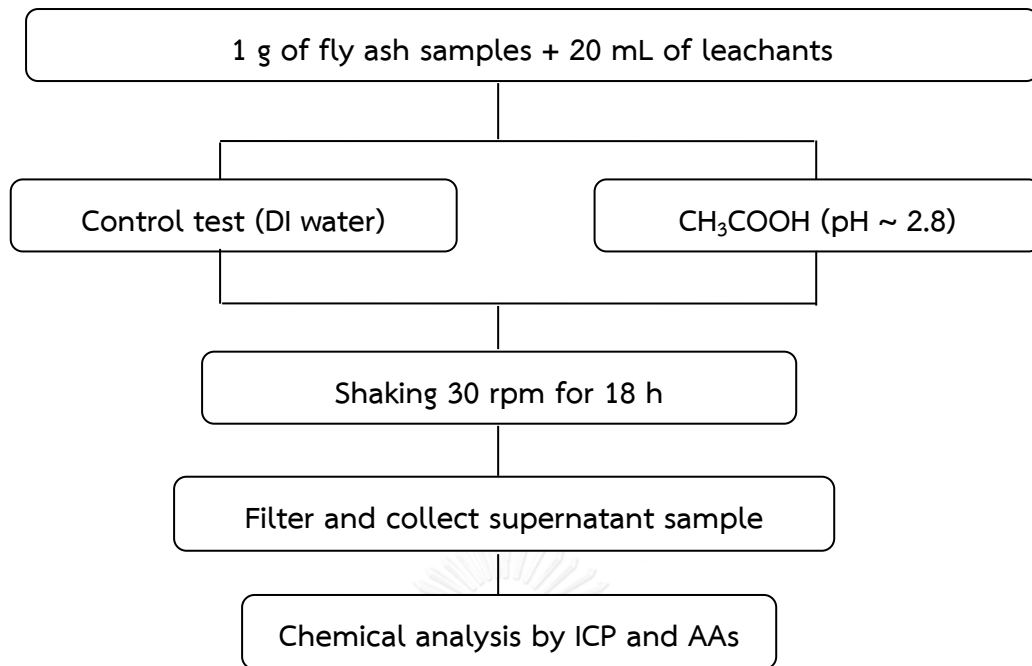 1 g of fly ash samples + 20 mL of leachants
Control test (DI water)
CH₃COOH (pH ~ 2.8)
Shaking 30 rpm for 18 h
Filter and collect supernatant sample
Chemical analysis by ICP and AAs